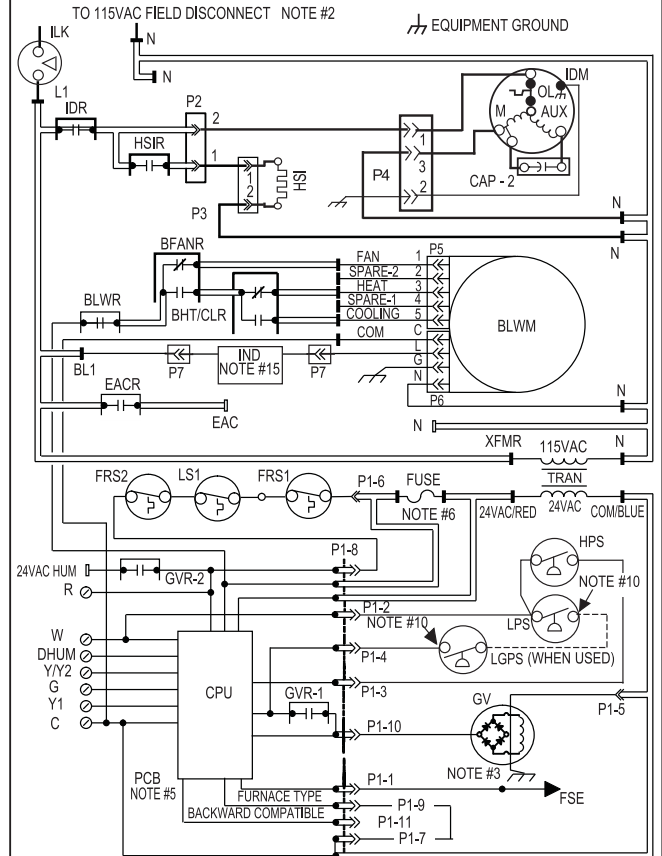 TO 115VAC FIELD DISCONNECT NOTE #2
EQUIPMENT GROUND
ILK
N
N
L1
IDR
P2
2
HSIR
1
1
2
HSI
P3
P4
1
3
2
IDM
OL
M
AUX
CAP - 2
N
N
BFANR
BLWR
BHT/CLR
FAN 1 P5
SPARE-2 2
HEAT 3
SPARE-1 4
COOLING 5
COM C
L
G
N
P6
BLWM
BL1
P7
IND
NOTE #15
P7
EACR
EAC
N
N
XFMR
115VAC
N
TRAN
24VAC
24VAC/RED
COM/BLUE
FRS2
LS1
FRS1
P1-6
FUSE
NOTE #6
HPS
NOTE #10
LPS
P1-8
24VAC HUM
GVR-2
R
P1-2
NOTE #10
W
DHUM
Y/Y2
G
Y1
C
CPU
P1-4
LGPS (WHEN USED)
P1-3
GVR-1
GV
P1-5
P1-10
NOTE #3
PCB
NOTE #5
P1-1
FSE
FURNACE TYPE
P1-9
BACKWARD COMPATIBLE
P1-11
P1-7